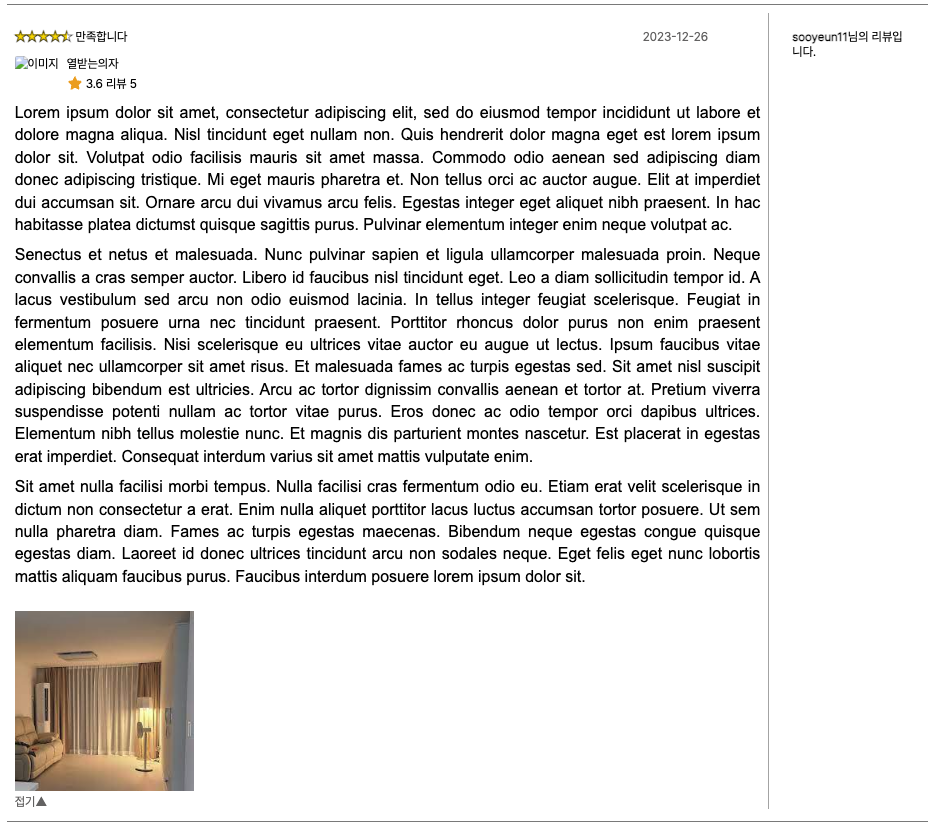 만족합니다
2023-12-26
이미지 열받는의자
3.6 리뷰 5
Lorem ipsum dolor sit amet, consectetur adipiscing elit, sed do eiusmod tempor incididunt ut labore et
dolore magna aliqua. Nisl tincidunt eget nullam non. Quis hendrerit dolor magna eget est lorem ipsum
dolor sit. Volutpat odio facilisis mauris sit amet massa. Commodo odio aenean sed adipiscing diam
donec adipiscing tristique. Mi eget mauris pharetra et. Non tellus orci ac auctor augue. Elit at imperdiet
dui accumsan sit. Ornare arcu dui vivamus arcu felis. Egestas integer eget aliquet nibh praesent. In hac
habitasse platea dictumst quisque sagittis purus. Pulvinar elementum integer enim neque volutpat ac.
Senectus et netus et malesuada. Nunc pulvinar sapien et ligula ullamcorper malesuada proin. Neque
convallis a cras semper auctor. Libero id faucibus nisl tincidunt eget. Leo a diam sollicitudin tempor id. A
lacus vestibulum sed arcu non odio euismod lacinia. In tellus integer feugiat scelerisque. Feugiat in
fermentum posuere urna nec tincidunt praesent. Porttitor rhoncus dolor purus non enim praesent
elementum facilisis. Nisi scelerisque eu ultrices vitae auctor eu augue ut lectus. Ipsum faucibus vitae
aliquet nec ullamcorper sit amet risus. Et malesuada fames ac turpis egestas sed. Sit amet nisl suscipit
adipiscing bibendum est ultricies. Arcu ac tortor dignissim convallis aenean et tortor at. Pretium viverra
suspendisse potenti nullam ac tortor vitae purus. Eros donec ac odio tempor orci dapibus ultrices.
Elementum nibh tellus molestie nunc. Et magnis dis parturient montes nascetur. Est placerat in egestas
erat imperdiet. Consequat interdum varius sit amet mattis vulputate enim.
Sit amet nulla facilisi morbi tempus. Nulla facilisi cras fermentum odio eu. Etiam erat velit scelerisque in
dictum non consectetur a erat. Enim nulla aliquet porttitor lacus luctus accumsan tortor posuere. Ut sem
nulla pharetra diam. Fames ac turpis egestas maecenas. Bibendum neque egestas congue quisque
egestas diam. Laoreet id donec ultrices tincidunt arcu non sodales neque. Eget felis eget nunc lobortis
mattis aliquam faucibus purus. Faucibus interdum posuere lorem ipsum dolor sit.
접기▲
sooyeun11님의 리뷰입
니다.